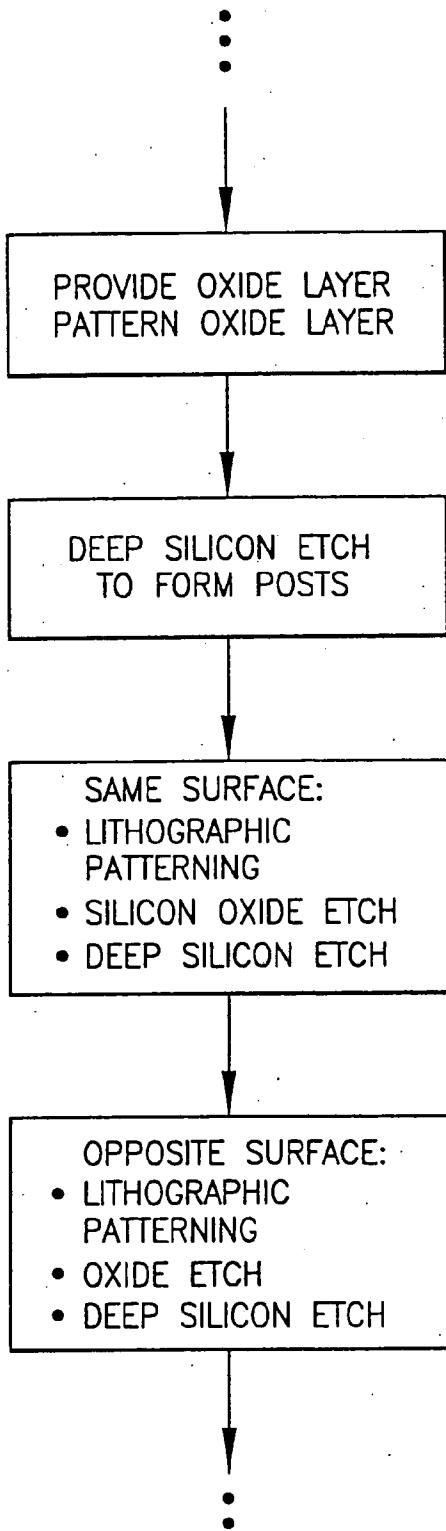 PROVIDE OXIDE LAYER
PATTERN OXIDE LAYER
DEEP SILICON ETCH
TO FORM POSTS
SAME SURFACE:
• LITHOGRAPHIC
PATTERNING
• SILICON OXIDE ETCH
• DEEP SILICON ETCH
OPPOSITE SURFACE:
• LITHOGRAPHIC
PATTERNING
• OXIDE ETCH
• DEEP SILICON ETCH